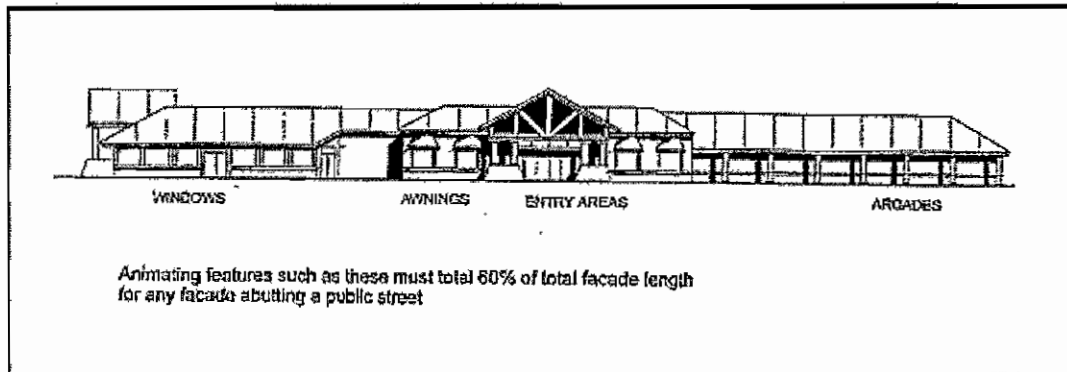 WINDOWS AWNINGS ENTRY AREAS ARCADES
Animating features such as these must total 60% of total facade length
for any facade abutting a public street